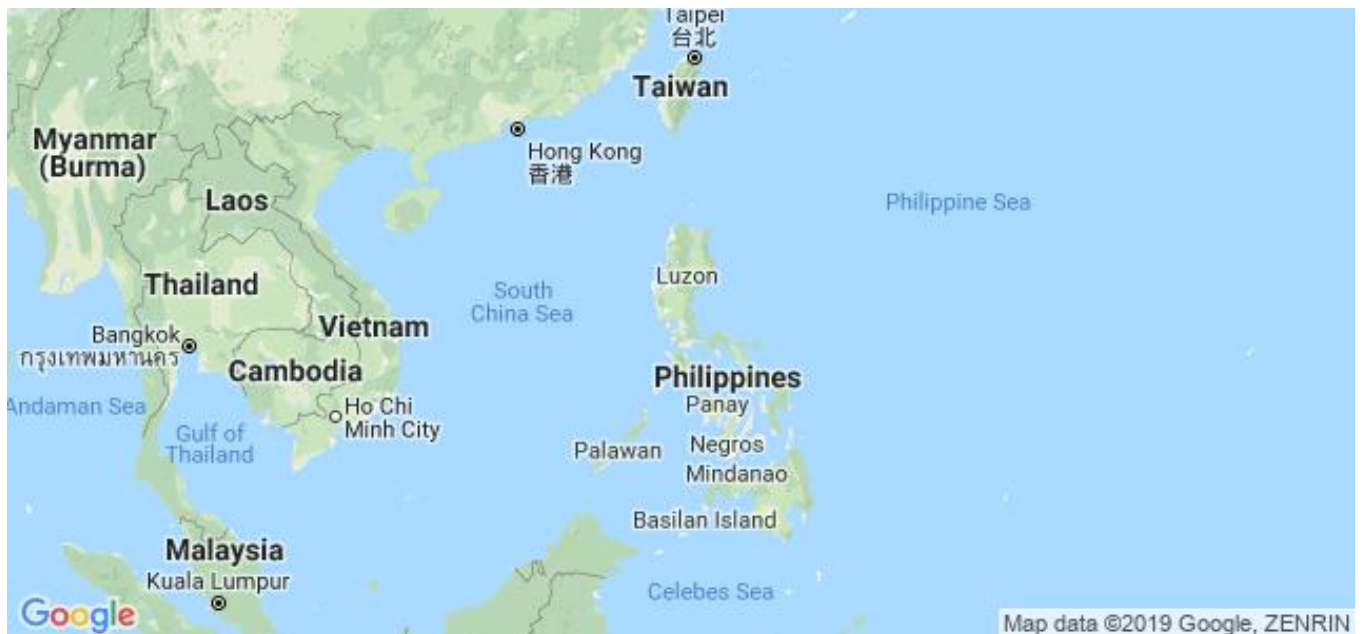 Taipei
台北
Taiwan
Myanmar
(Burma)
Hong Kong
香港
Laos
Philippine Sea
Thailand
Luzon
South
China Sea
Vietnam
Bangkok
กรุงเทพมหานคร
Cambodia
Philippines
Andaman Sea
Ho Chi
Minh City
Panay
Gulf of
Thailand
Palawan
Negros
Mindanao
Basilan Island
Malaysia
Kuala Lumpur
Celebes Sea
Google
Map data ©2019 Google, ZENRIN